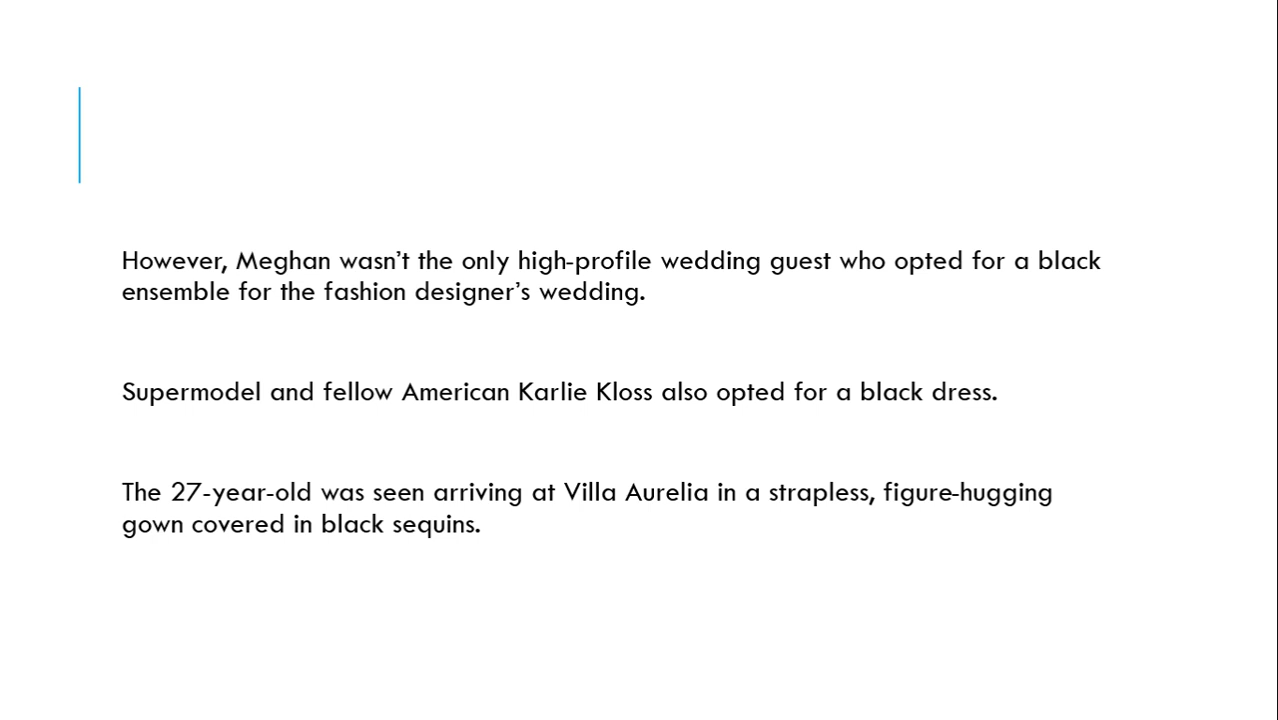 However, Meghan wasn’t the only high-profile wedding guest who opted for a black
ensemble for the fashion designer’s wedding.
Supermodel and fellow American Karlie Kloss also opted for a black dress.
The 27-year-old was seen arriving at Villa Aurelia in a strapless, figure-hugging
gown covered in black sequins.